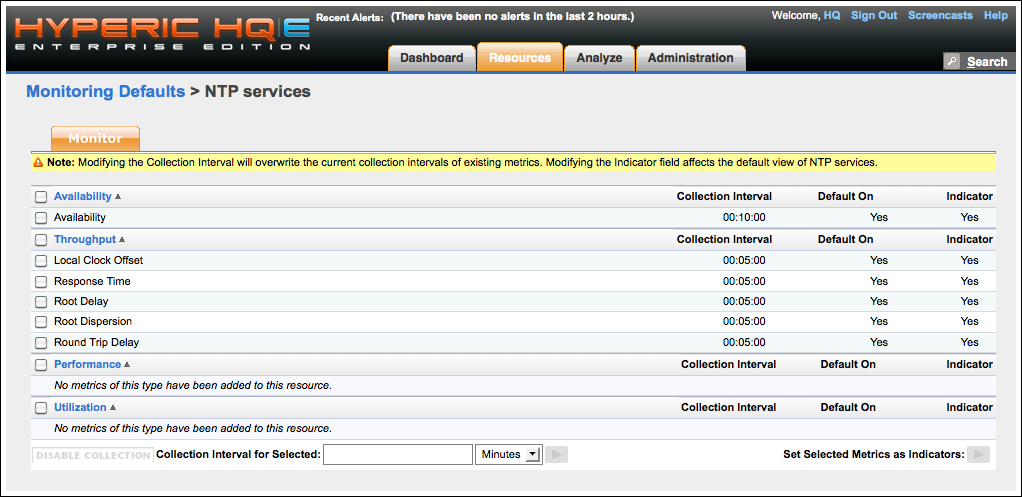 HYPERIC HQ|E
ENTERPRISE EDITION
Recent Alerts: (There have been no alerts in the last 2 hours.)
Welcome, HQ Sign Out Screencasts Help
Dashboard Resources Analyze Administration
Search
Monitoring Defaults > NTP services
Monitor
Note: Modifying the Collection Interval will overwrite the current collection intervals of existing metrics. Modifying the Indicator field affects the default view of NTP services.
Availability Collection Interval Default On Indicator
Availability 00:10:00 Yes Yes
Throughput Collection Interval Default On Indicator
Local Clock Offset 00:05:00 Yes Yes
Response Time 00:05:00 Yes Yes
Root Delay 00:05:00 Yes Yes
Root Dispersion 00:05:00 Yes Yes
Round Trip Delay 00:05:00 Yes Yes
Performance Collection Interval Default On Indicator
No metrics of this type have been added to this resource.
Utilization Collection Interval Default On Indicator
No metrics of this type have been added to this resource.
DISABLE COLLECTION Collection Interval for Selected: Minutes Set Selected Metrics as Indicators: